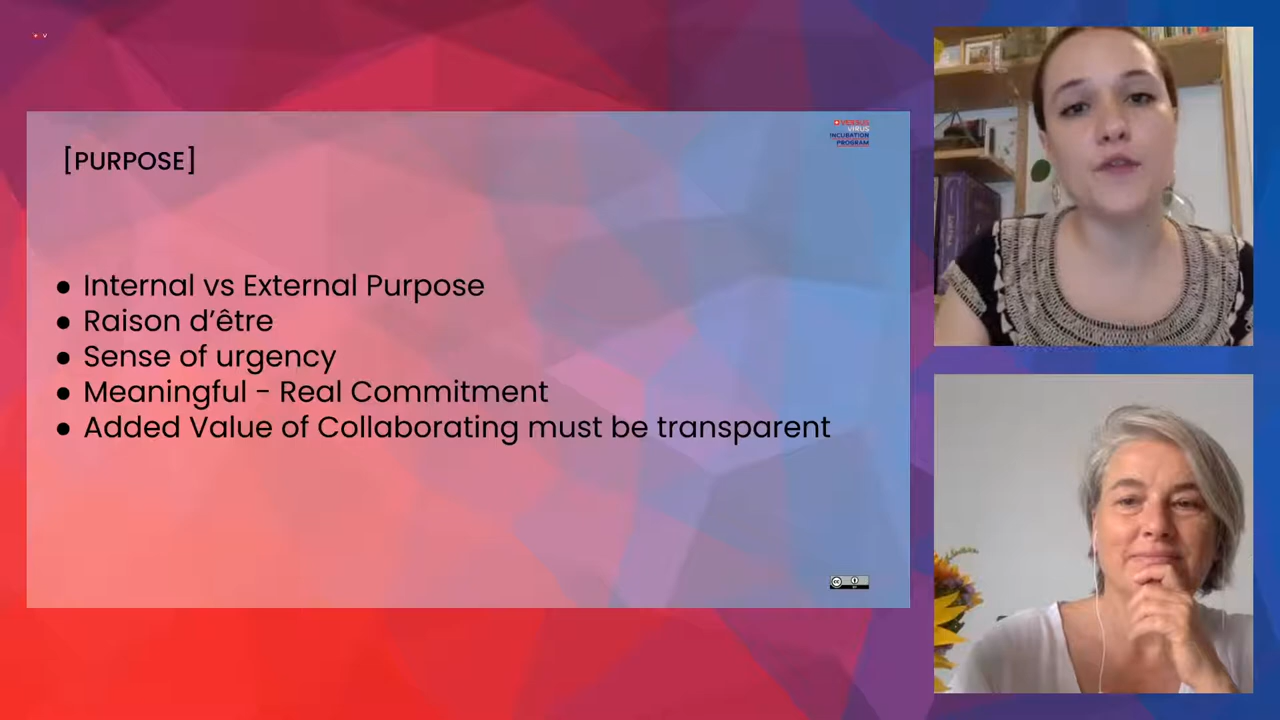 [PURPOSE]
VERSUS
VIRUS
INCUBATION
PROGRAM
● Internal vs External Purpose
● Raison d’être
● Sense of urgency
● Meaningful - Real Commitment
● Added Value of Collaborating must be transparent
cc